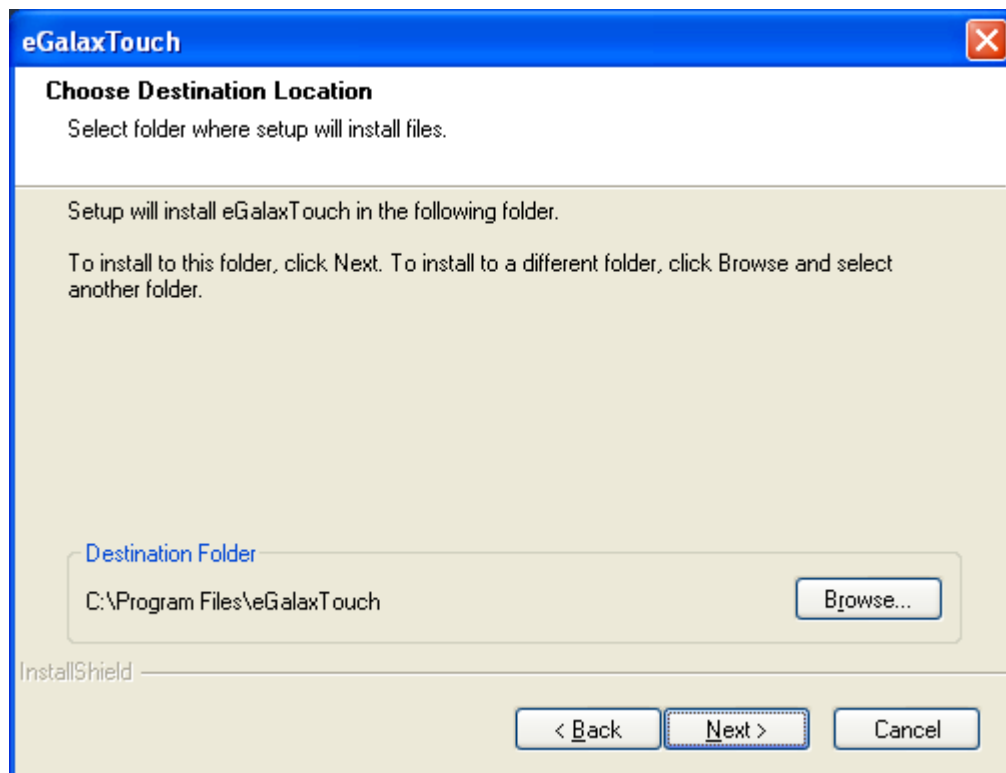 eGalaxTouch
Choose Destination Location
Select folder where setup will install files.
Setup will install eGalaxTouch in the following folder.
To install to this folder, click Next. To install to a different folder, click Browse and select
another folder.
Destination Folder
C:\Program Files\eGalaxTouch
Browse...
InstallShield
< Back
Next >
Cancel